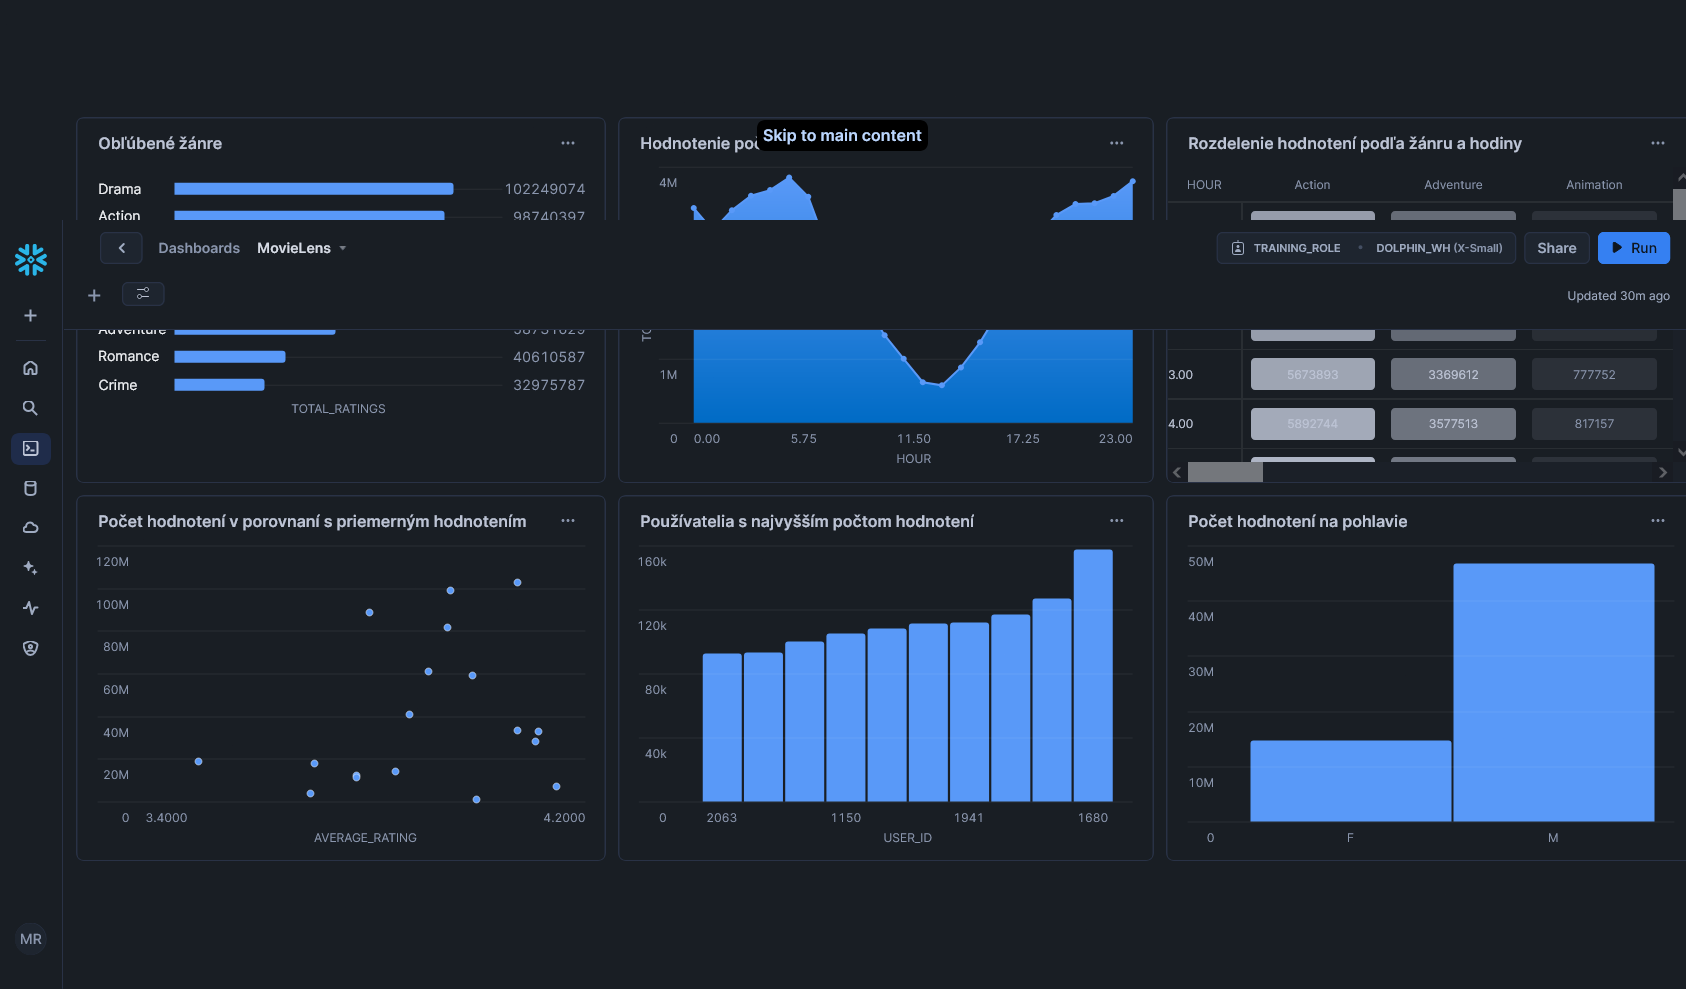 Obľúbené žánre
Drama 102249074
Action 98740397
Adventure 58751629
Romance 40610587
Crime 32975787
TOTAL_RATINGS
Hodnotenie poč
Skip to main content
4M
1M
0
0.00 5.75 11.50 17.25 23.00
HOUR
Rozdelenie hodnotení podľa žánru a hodiny
HOUR Action Adventure Animation
3.00 5673893 3369612 777752
4.00 5892744 3577513 817157
Dashboards MovieLens
TRAINING_ROLE • DOLPHIN_WH (X-Small)
Share
Run
Updated 30m ago
Počet hodnotení v porovnaní s priemerným hodnotením
120M
100M
80M
60M
40M
20M
0
3.4000 4.2000
AVERAGE_RATING
Používatelia s najvyšším počtom hodnotení
160k
120k
80k
40k
0
2063 1150 1941 1680
USER_ID
Počet hodnotení na pohlavie
50M
40M
30M
20M
10M
0
F M
MR